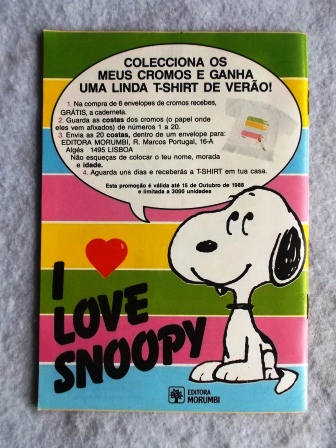 COLECCIONA OS
MEUS CROMOS E GANHA
UMA LINDA T-SHIRT DE VERÃO!
1. Na compra de 6 envelopes de cromos recebes,
GRÁTIS, a caderneta.
2. Guarda as costas dos cromos (o papel onde
eles vem afixados) de números 1 a 20.
3. Envia as 20 costas, dentro de um envelope para:
EDITORA MORUMBI, R. Marcos Portugal, 16-A
Algés 1495 LISBOA
Não esqueças de colocar o teu nome, morada
e idade.
4. Aguarda uns dias e receberás a T-SHIRT em tua casa.
Esta promoção é válida até 15 de Outubro de 1988
e limitada a 3000 unidades
I
LOVE
SNOOPY
EDITORA
MORUMBI